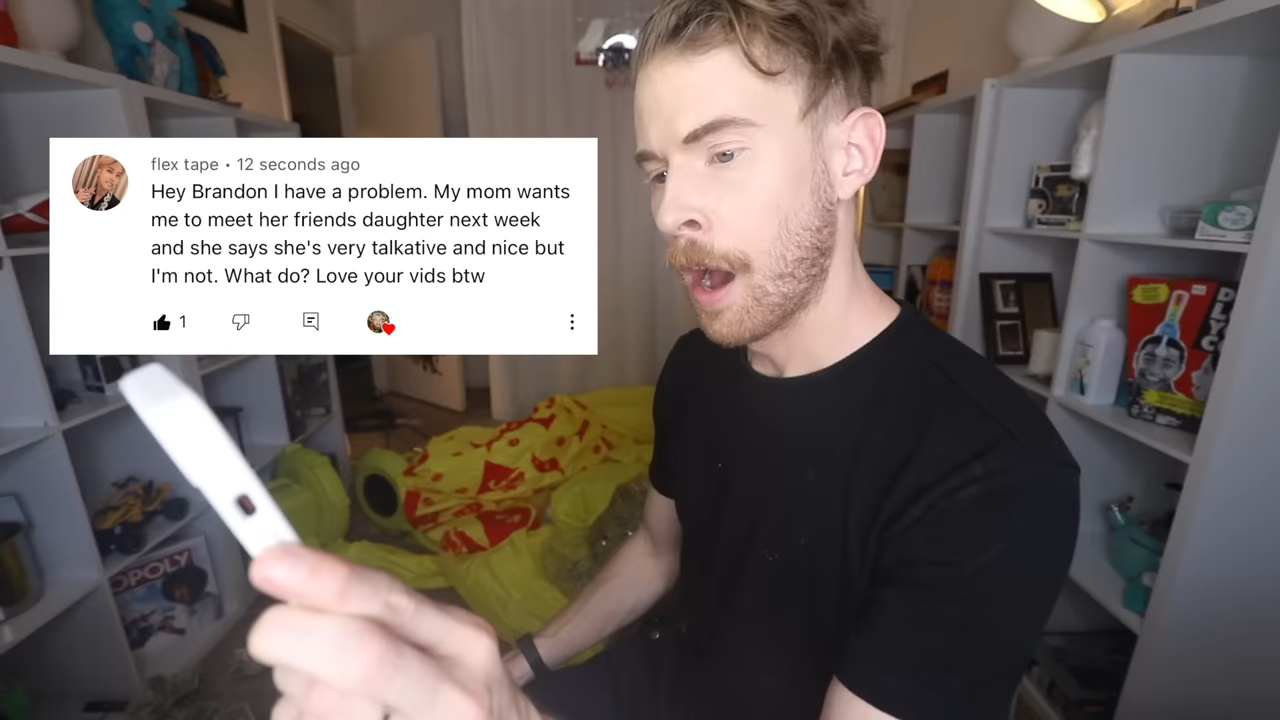 flex tape • 12 seconds ago
Hey Brandon I have a problem. My mom wants
me to meet her friends daughter next week
and she says she's very talkative and nice but
I'm not. What do? Love your vids btw
1
OPOLY